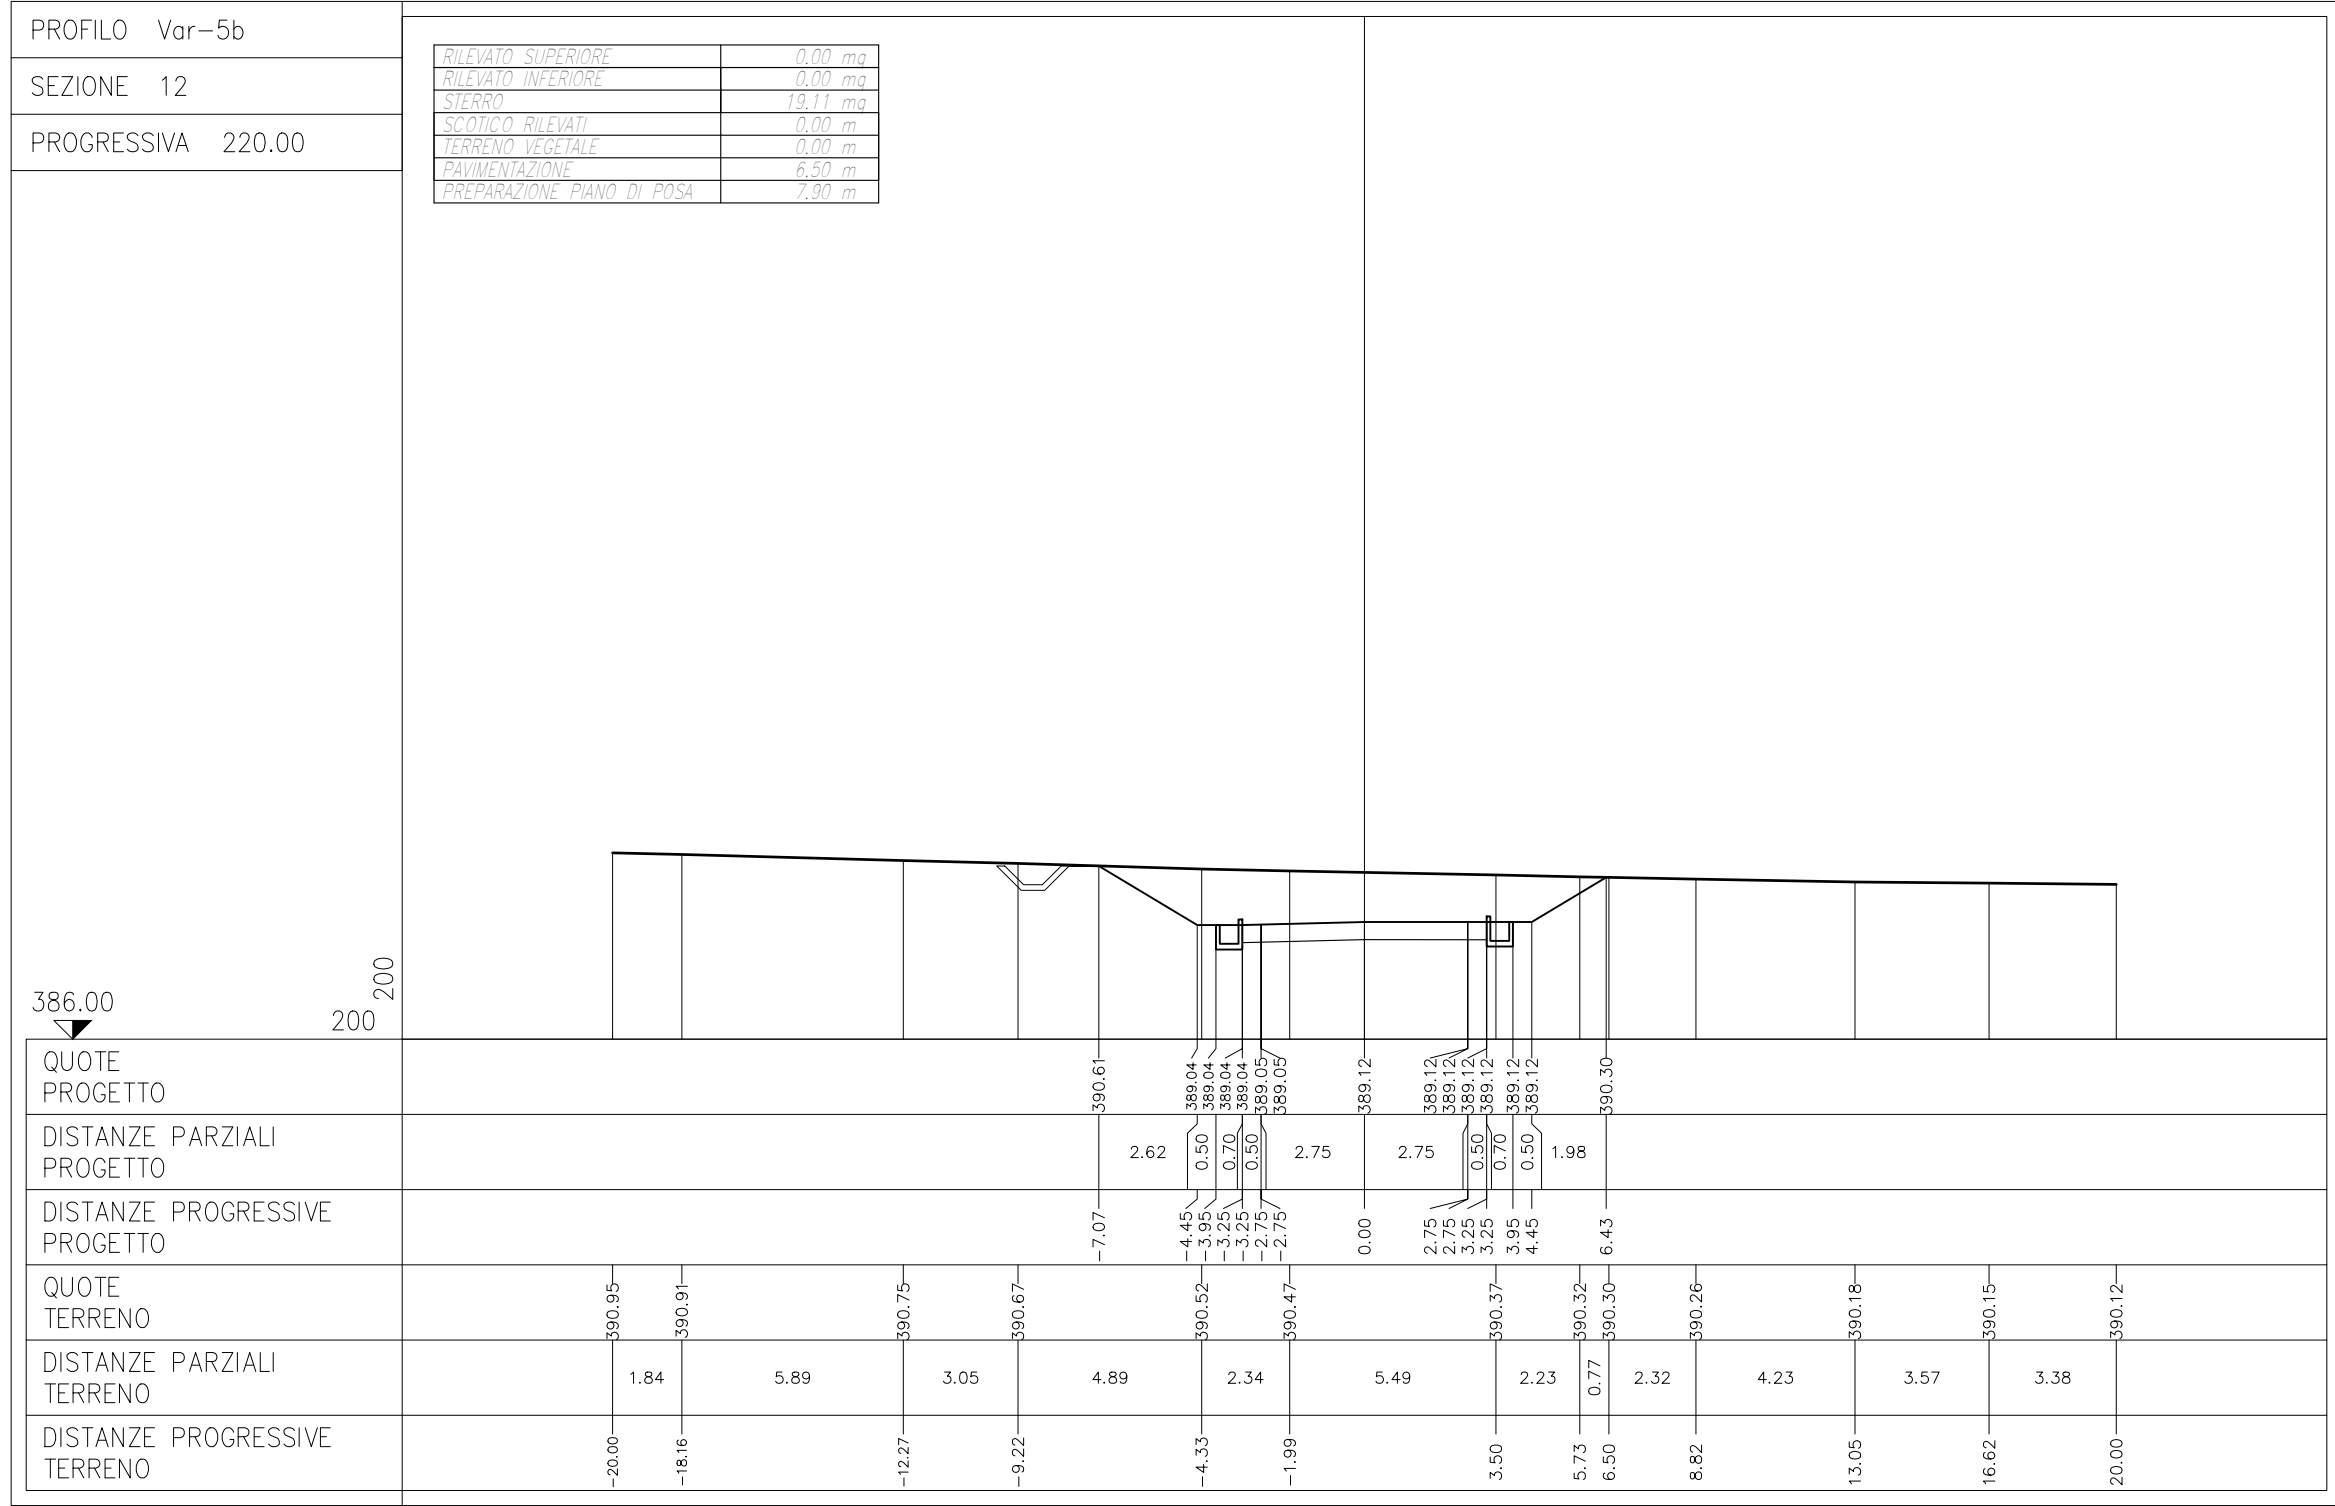 PROFILO Var-5b
SEZIONE 12
PROGRESSIVA 220.00
RILEVATO SUPERIORE 0.00 mq
RILEVATO INFERIORE 0.00 mq
STERRO 19.11 mq
SCOTICO RILEVATI 0.00 m
TERRENO VEGETALE 0.00 m
PAVIMENTAZIONE 6.50 m
PREPARAZIONE PIANO DI POSA 7.90 m
200
386.00
200
QUOTE
PROGETTO
390.61 389.04 389.04 389.04 389.04 389.05 389.05 389.12 389.12 389.12 389.12 389.12 389.12 389.12 390.30
DISTANZE PARZIALI
PROGETTO
2.62 0.50 0.70 0.50 2.75 2.75 0.50 0.70 0.50 1.98
DISTANZE PROGRESSIVE
PROGETTO
-7.07 -4.45 -3.95 -3.25 -3.25 -2.75 -2.75 0.00 2.75 2.75 3.25 3.25 3.95 4.45 6.43
QUOTE
TERRENO
390.95 390.91 390.75 390.67 390.52 390.47 390.37 390.32 390.30 390.26 390.18 390.15 390.12
DISTANZE PARZIALI
TERRENO
1.84 5.89 3.05 4.89 2.34 5.49 2.23 0.77 2.32 4.23 3.57 3.38
DISTANZE PROGRESSIVE
TERRENO
-20.00 -18.16 -12.27 -9.22 -4.33 -1.99 3.50 5.73 6.50 8.82 13.05 16.62 20.00